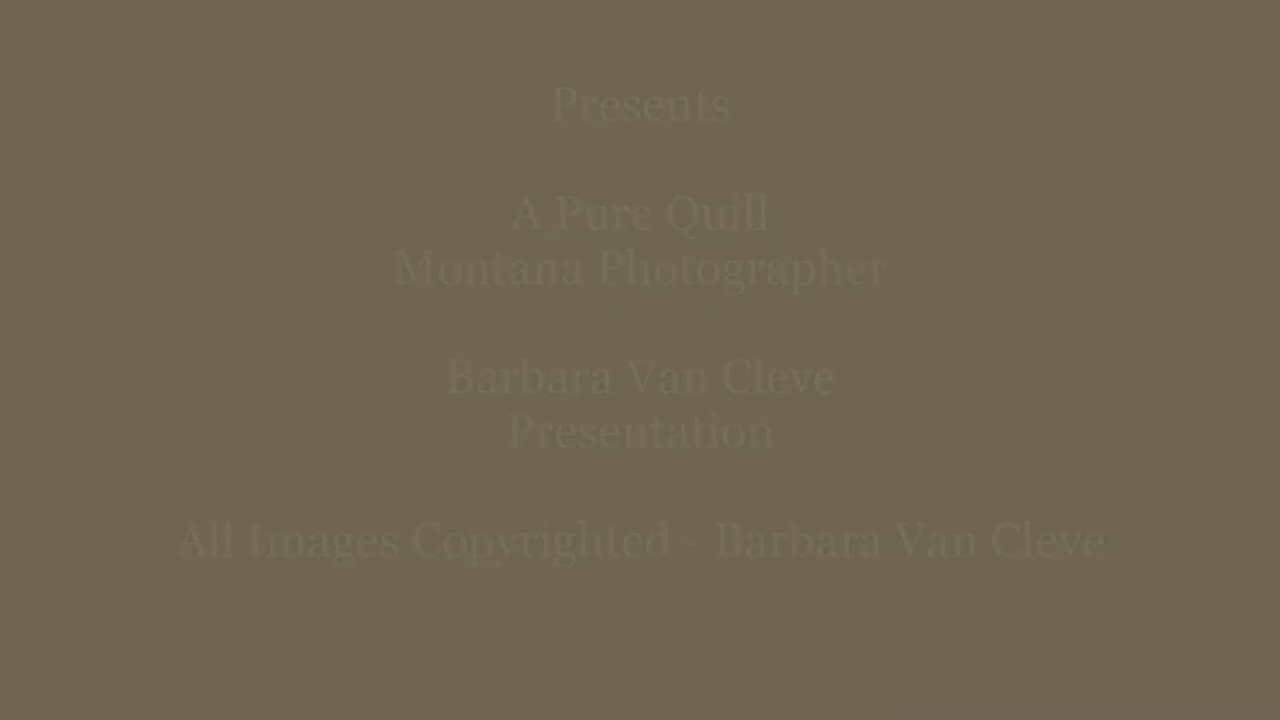 Presents
A Pure Quill
Montana Photographer
Barbara Van Cleve
Presentation
All Images Copyrighted - Barbara Van Cleve